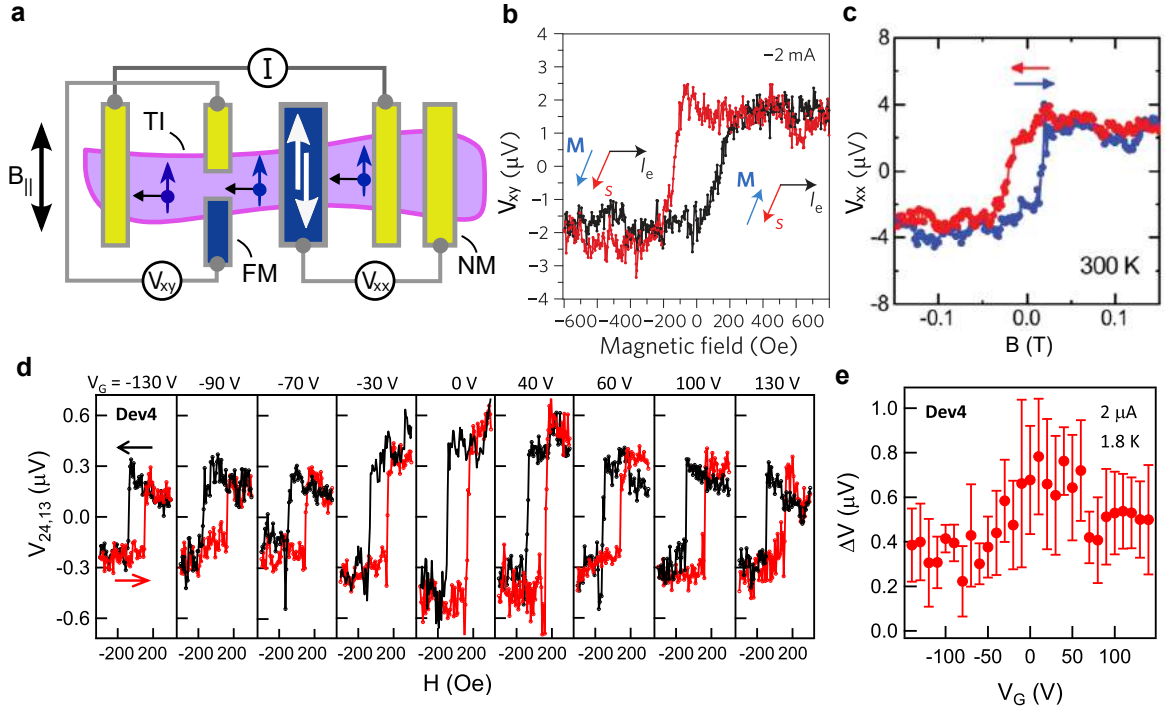 a
I
TI
B||
Vxy
FM
Vxx
NM
b
−2 mA
4
3
2
1
0
−1
−2
−3
−4
Vxy (μV)
M
s
Ie
M
s
Ie
−600 −400 −200 0 200 400 600
Magnetic field (Oe)
c
8
4
0
-4
-8
Vxx (μV)
300 K
-0.1 0.0 0.1
B (T)
d
VG = -130 V -90 V -70 V -30 V 0 V 40 V 60 V 100 V 130 V
Dev4
0.6
0.3
0.0
-0.3
-0.6
V24,13 (μV)
-200 200 -200 200 -200 200 -200 200 -200 200 -200 200 -200 200 -200 200 -200 200
H (Oe)
e
Dev4
2 μA
1.8 K
1.0
0.8
0.6
0.4
0.2
0.0
ΔV (μV)
-100 -50 0 50 100
VG (V)